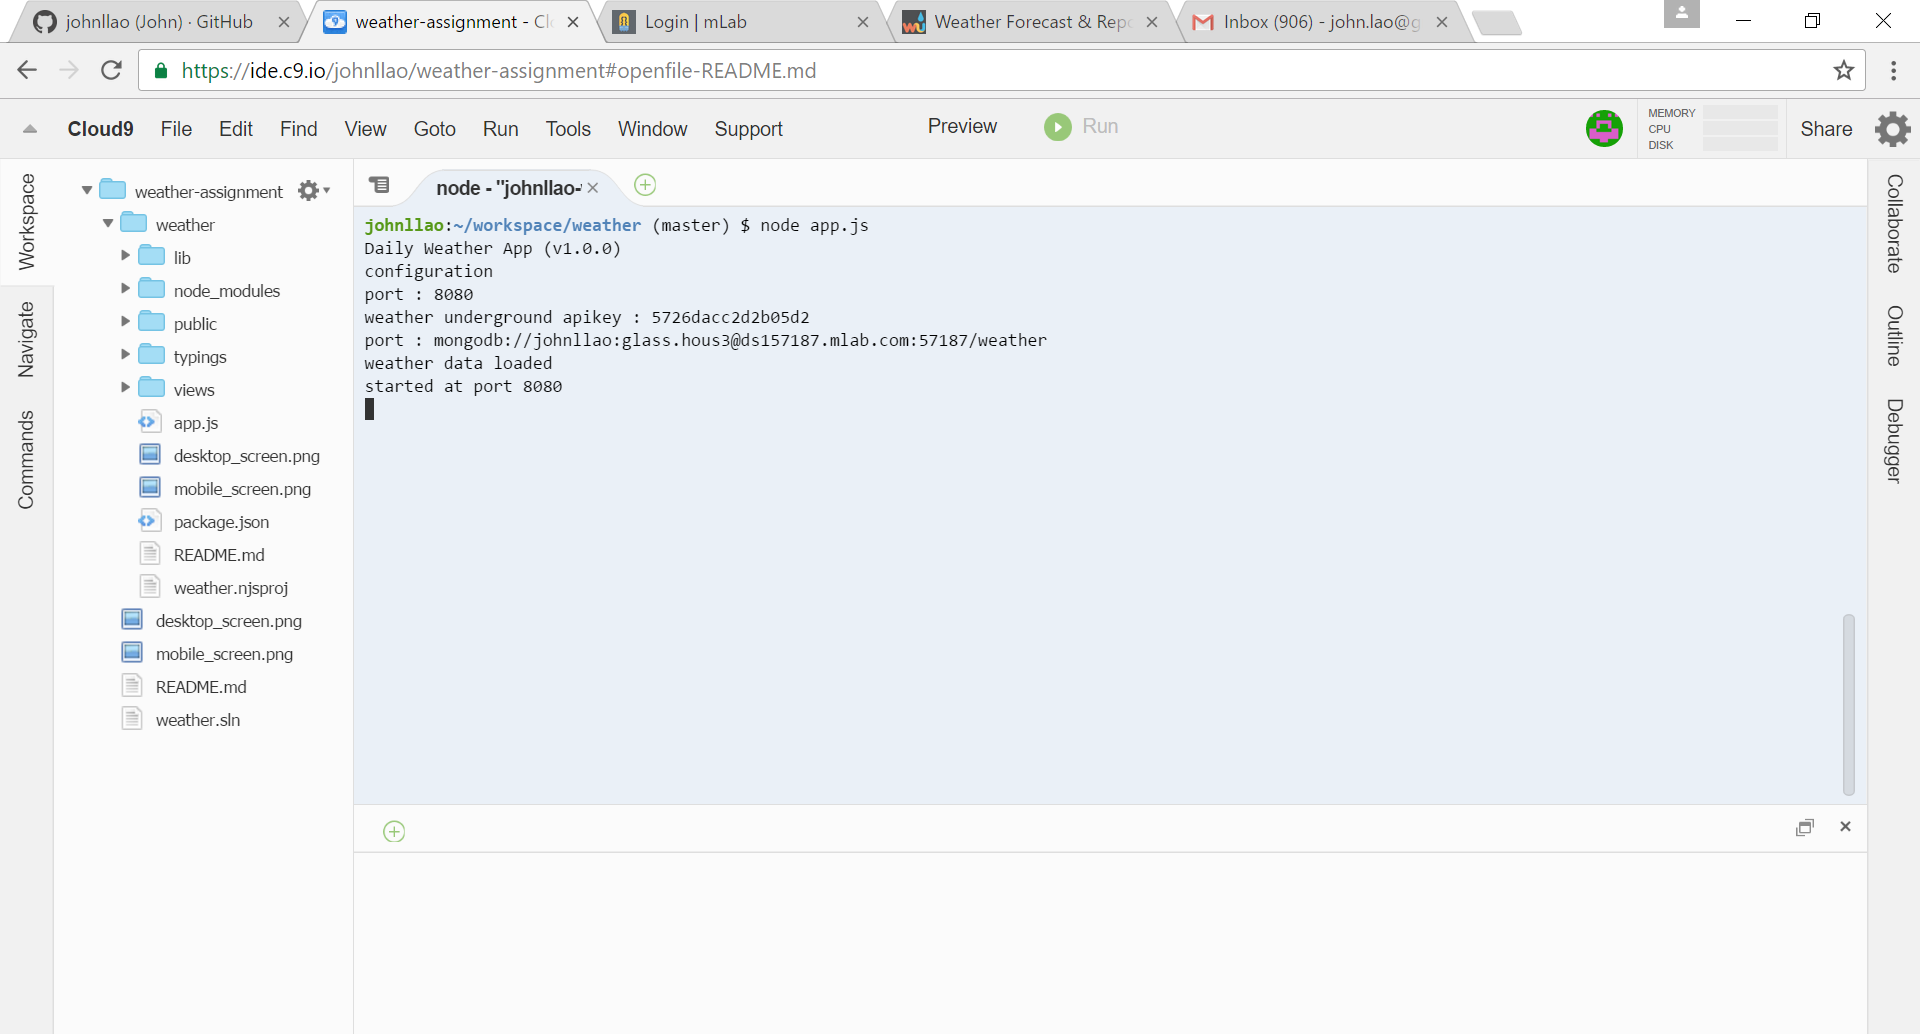 johnllao (John) · GitHub
weather-assignment - Cl
Login | mLab
Weather Forecast & Rep
Inbox (906) - john.lao@g
https://ide.c9.io/johnllao/weather-assignment#openfile-README.md
Cloud9 File Edit Find View Goto Run Tools Window Support Preview Run
MEMORY
CPU
DISK
Share
Workspace
Navigate
Commands
weather-assignment
weather
lib
node_modules
public
typings
views
app.js
desktop_screen.png
mobile_screen.png
package.json
README.md
weather.njsproj
desktop_screen.png
mobile_screen.png
README.md
weather.sln
node - "johnllao-
johnllao:~/workspace/weather (master) $ node app.js
Daily Weather App (v1.0.0)
configuration
port : 8080
weather underground apikey : 5726dacc2d2b05d2
port : mongodb://johnllao:glass.hous3@ds157187.mlab.com:57187/weather
weather data loaded
started at port 8080
Collaborate
Outline
Debugger